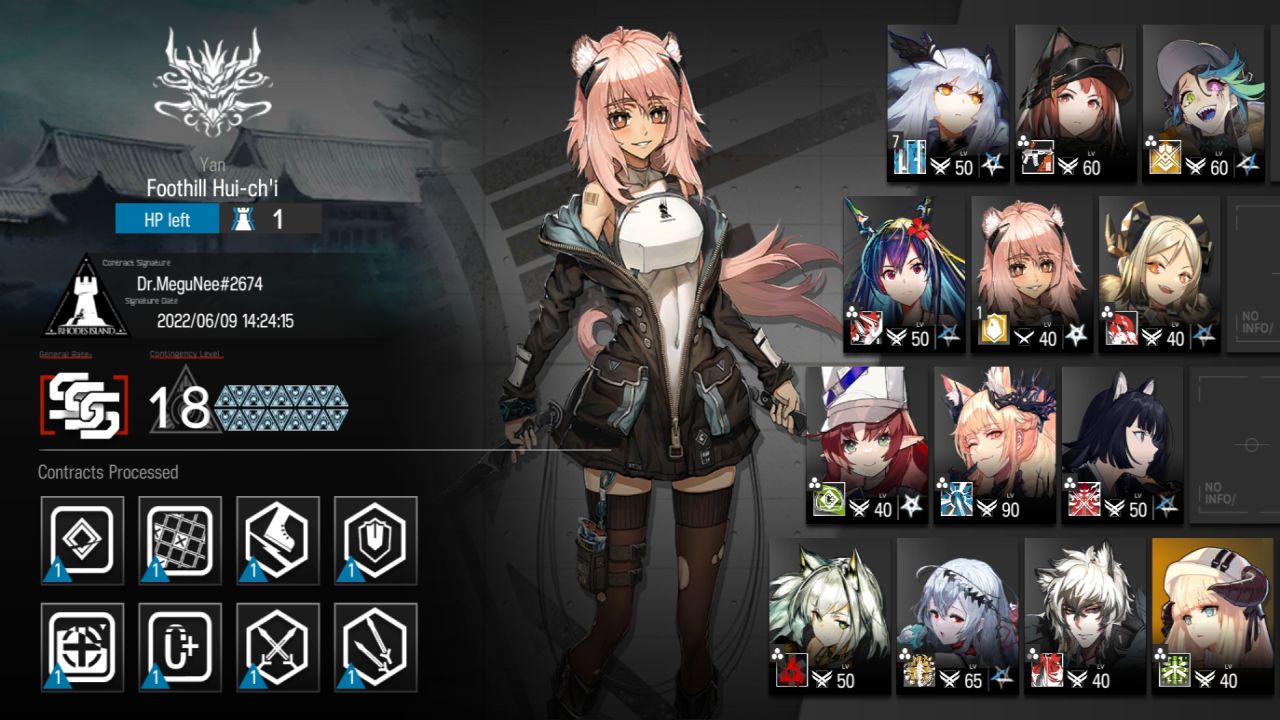 Yan
Foothill Hui-ch'i
HP left 1
Contract Signature
Dr.MeguNee#2674
Signature Date
2022/06/09 14:24:15
RHODES ISLAND
General Rate:
Contingency Level:
SSS
18
Contracts Processed
1
1
1
1
1
1
1
1
7
LV
50
LV
60
LV
60
LV
50
1
LV
40
LV
40
NO
INFO/
LV
40
LV
90
LV
50
NO
INFO/
LV
50
LV
65
LV
40
LV
40